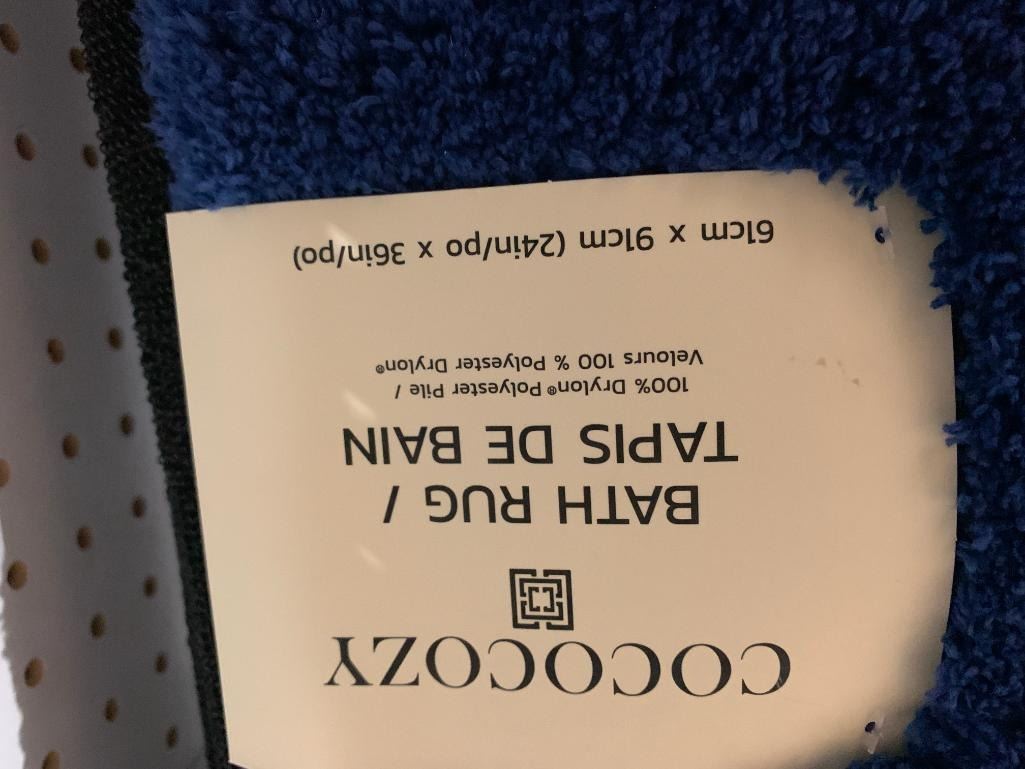 COCOCOZY
BATH RUG /
TAPIS DE BAIN
100% Drylon® Polyester Pile /
Velours 100 % Polyester Drylon®
61cm x 91cm (24in/po x 36in/po)